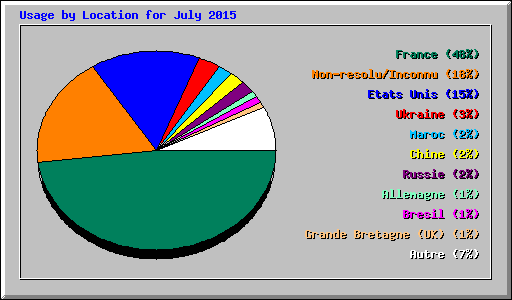 Usage by Location for July 2015
France (48%)
Non-resolu/Inconnu (18%)
Etats Unis (15%)
Ukraine (3%)
Maroc (2%)
Chine (2%)
Russie (2%)
Allemagne (1%)
Bresil (1%)
Grande Bretagne (UK) (1%)
Autre (7%)